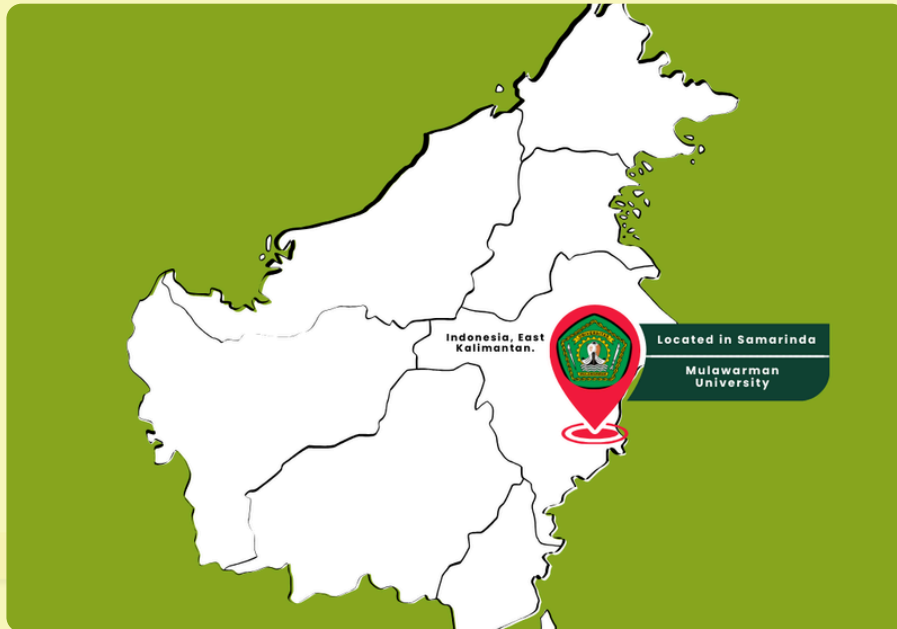 Indonesia, East
Kalimantan.
Located in Samarinda
Mulawarman
University